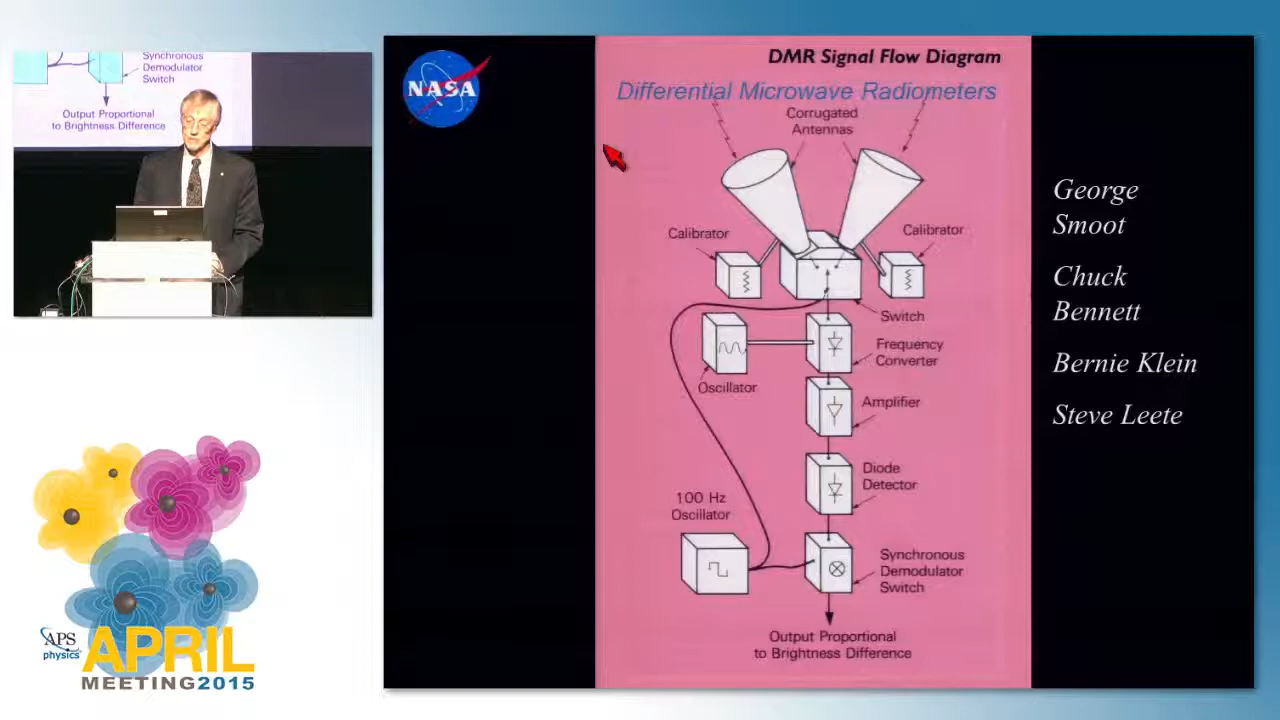 Synchronous
Demodulator
Switch
Output Proportional
to Brightness Difference
NASA
DMR Signal Flow Diagram
Differential Microwave Radiometers
Corrugated
Antennas
Calibrator
Calibrator
Switch
Frequency
Converter
Oscillator
Amplifier
Diode
Detector
100 Hz
Oscillator
Synchronous
Demodulator
Switch
Output Proportional
to Brightness Difference
George
Smoot
Chuck
Bennett
Bernie Klein
Steve Leete
APS
physics
APRIL
MEETING2015